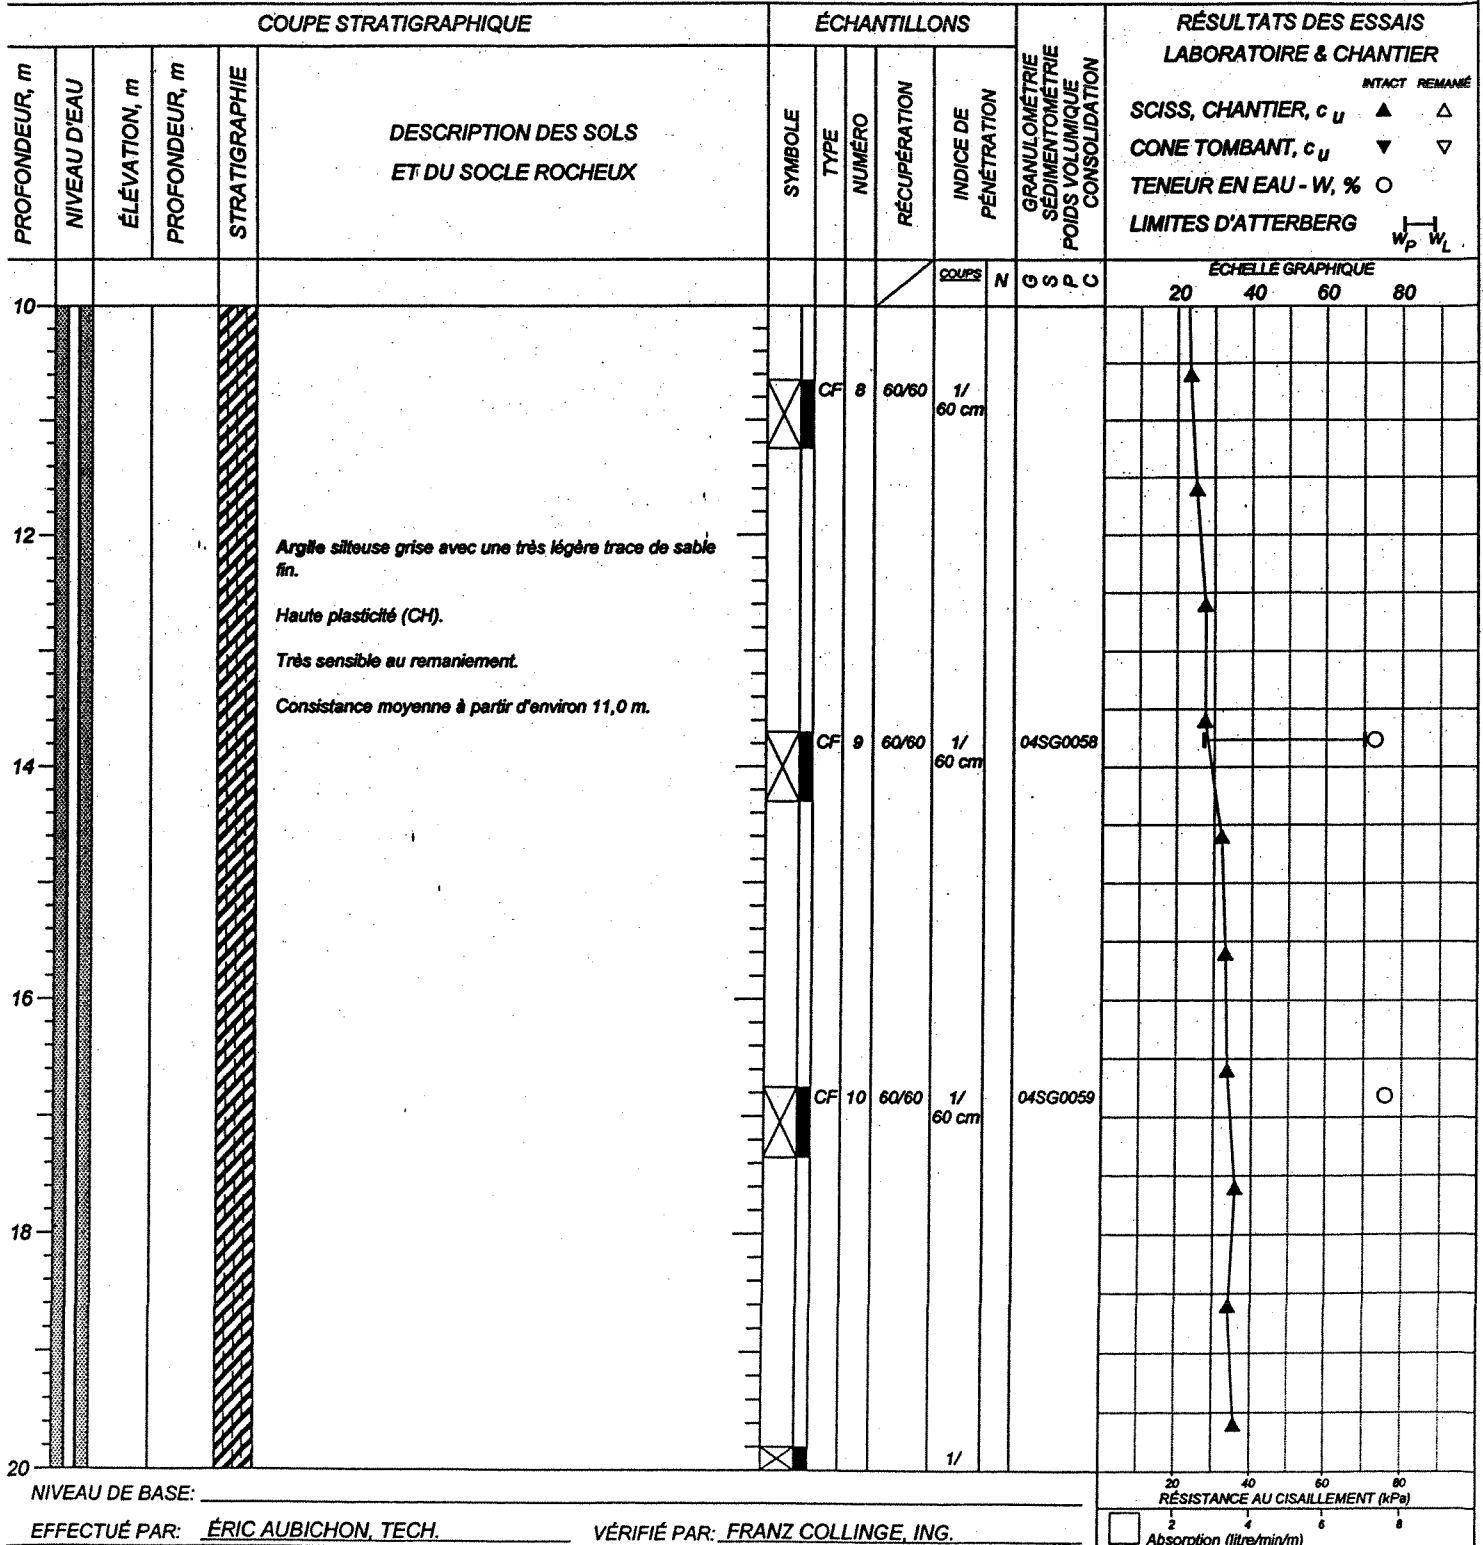 COUPE STRATIGRAPHIQUE
ÉCHANTILLONS
RÉSULTATS DES ESSAIS
LABORATOIRE & CHANTIER
INTACT REMANIÉ
SCISS, CHANTIER, c u ▲ △
CONE TOMBANT, c u ▼ ▽
TENEUR EN EAU - W, % ○
LIMITES D'ATTERBERG
WP WL
PROFONDEUR, m
NIVEAU D'EAU
ÉLÉVATION, m
PROFONDEUR, m
STRATIGRAPHIE
DESCRIPTION DES SOLS
ET DU SOCLE ROCHEUX
SYMBOLE
TYPE
NUMÉRO
RÉCUPÉRATION
INDICE DE
PÉNÉTRATION
GRANULOMÉTRIE
SÉDIMENTOMÉTRIE
POIDS VOLUMIQUE
CONSOLIDATION
COUPS
N
G S P C
ÉCHELLE GRAPHIQUE
20 40 60 80
10
CF 8 60/60 1/
60 cm
12
Argile silteuse grise avec une très légère trace de sable
fin.
Haute plasticité (CH).
Très sensible au remaniement.
Consistance moyenne à partir d'environ 11,0 m.
CF 9 60/60 1/ 04SG0058
60 cm
14
16
CF 10 60/60 1/ 04SG0059
60 cm
18
1/
20
20 40 60 80
RÉSISTANCE AU CISAILLEMENT (kPa)
2 4 6 8
Absorption (litre/min/m)
NIVEAU DE BASE:
EFFECTUÉ PAR: ÉRIC AUBICHON, TECH. VÉRIFIÉ PAR: FRANZ COLLINGE, ING.